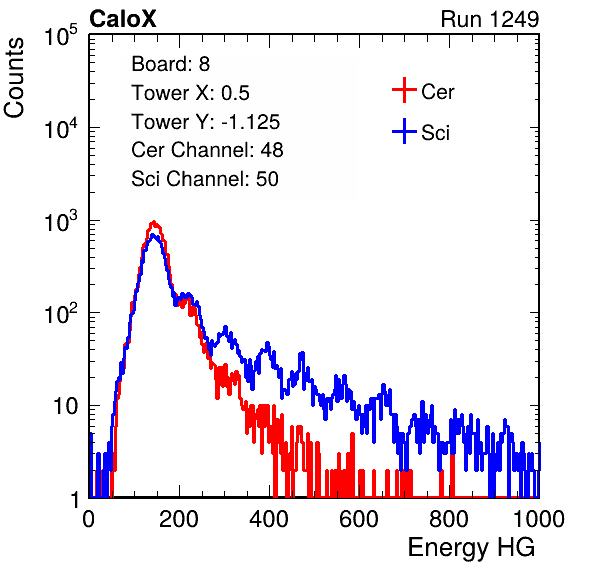 CaloX Run 1249
Counts
Board: 8
Tower X: 0.5
Tower Y: -1.125
Cer Channel: 48
Sci Channel: 50
Cer
Sci
10^5
10^4
10^3
10^2
10
1
0 200 400 600 800 1000
Energy HG